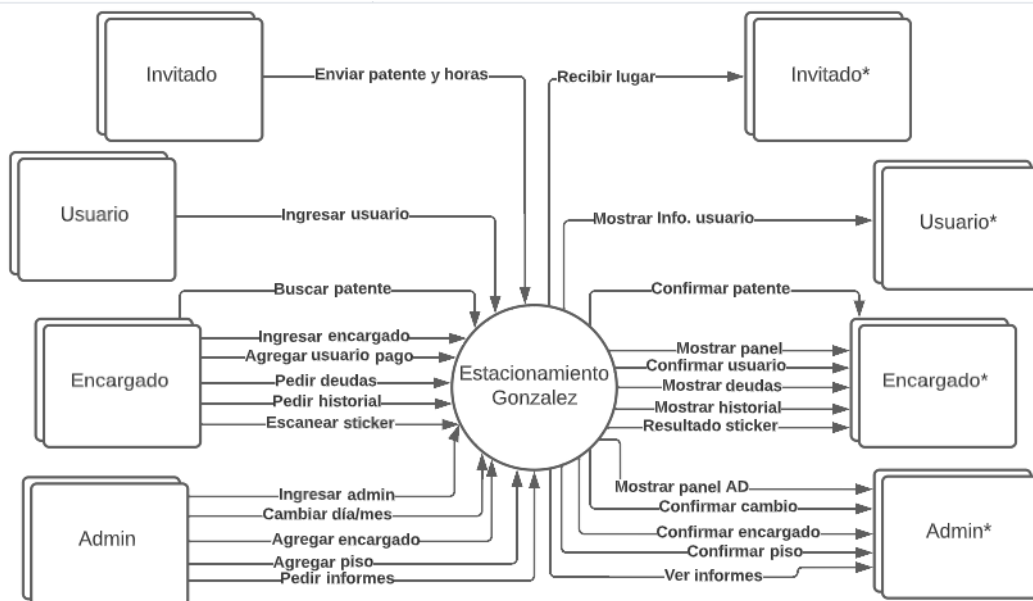 Invitado
Enviar patente y horas
Recibir lugar
Invitado*
Usuario
Ingresar usuario
Mostrar Info. usuario
Usuario*
Buscar patente
Confirmar patente
Encargado
Ingresar encargado
Agregar usuario pago
Pedir deudas
Pedir historial
Escanear sticker
Estacionamiento
Gonzalez
Mostrar panel
Confirmar usuario
Mostrar deudas
Mostrar historial
Resultado sticker
Encargado*
Admin
Ingresar admin
Cambiar día/mes
Agregar encargado
Agregar piso
Pedir informes
Mostrar panel AD
Confirmar cambio
Confirmar encargado
Confirmar piso
Ver informes
Admin*